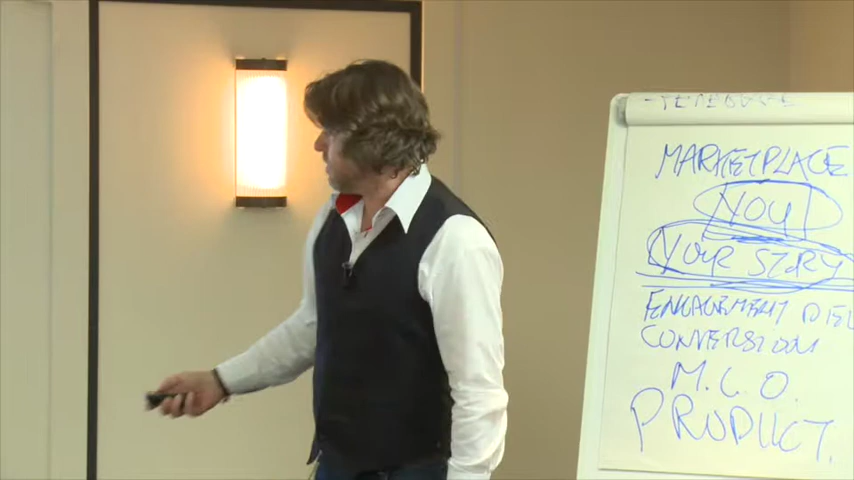 MARKETPLACE
YOU
YOUR STORY
ENGAGEMENT
CONVERSION
M.C O.
PRODUCT.